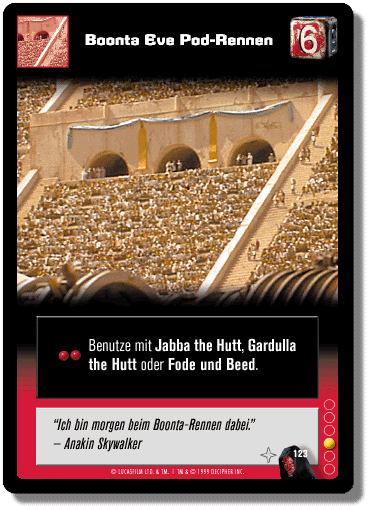 Boonta Eve Pod-Rennen
6
Benutze mit Jabba the Hutt, Gardulla
the Hutt oder Fode und Beed.
"Ich bin morgen beim Boonta-Rennen dabei."
– Anakin Skywalker
123
© LUCASFILM LTD. & TM. | TM & © 1999 DECIPHER INC.